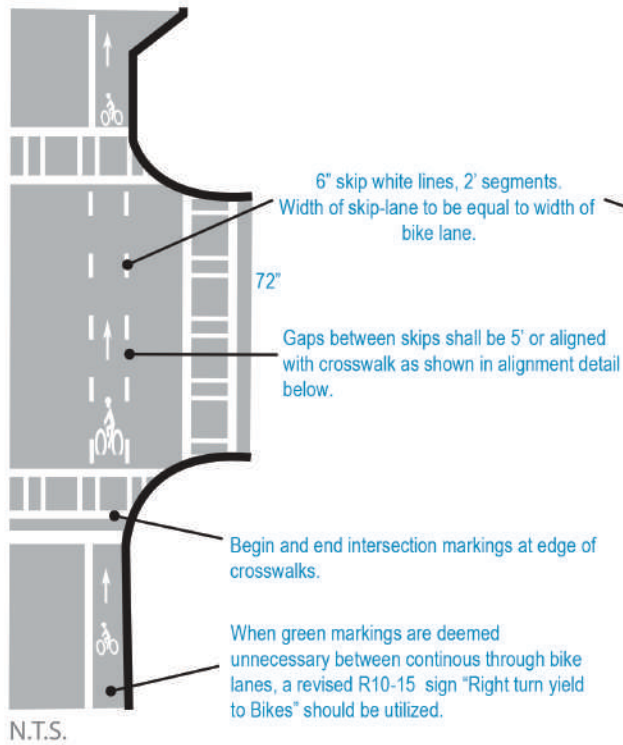 6" skip white lines, 2' segments.
Width of skip-lane to be equal to width of
bike lane.
72"
Gaps between skips shall be 5' or aligned
with crosswalk as shown in alignment detail
below.
Begin and end intersection markings at edge of
crosswalks.
When green markings are deemed
unnecessary between continous through bike
lanes, a revised R10-15 sign “Right turn yield
to Bikes” should be utilized.
N.T.S.